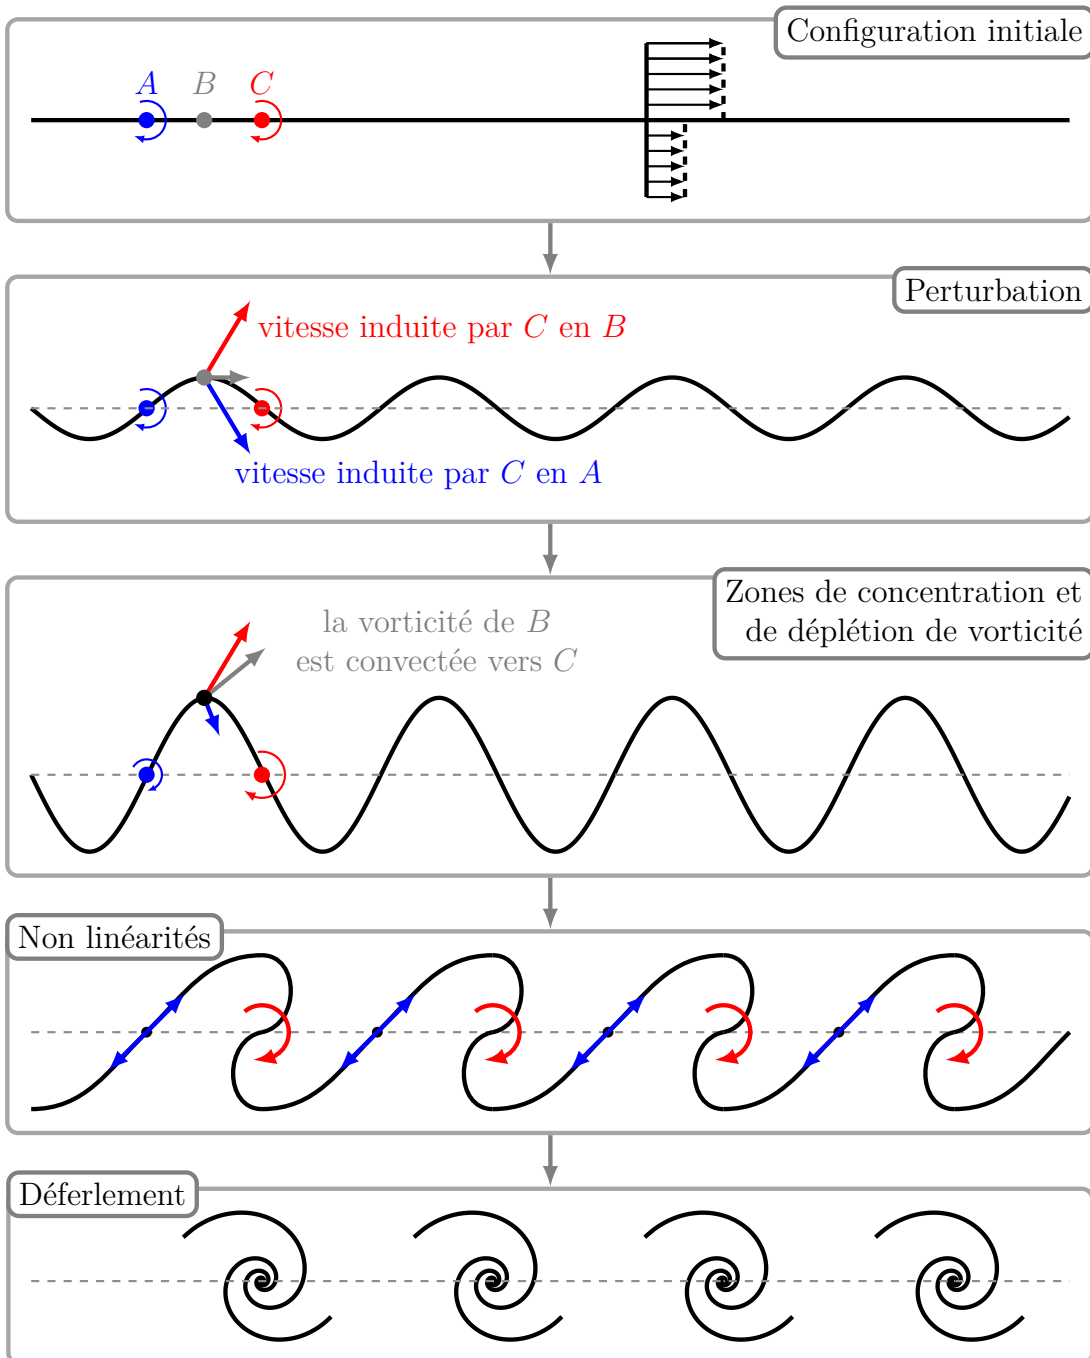 Configuration initiale
A B C
Perturbation
vitesse induite par C en B
vitesse induite par C en A
Zones de concentration et
de déplétion de vorticité
la vorticité de B
est convectée vers C
Non linéarités
Déferlement